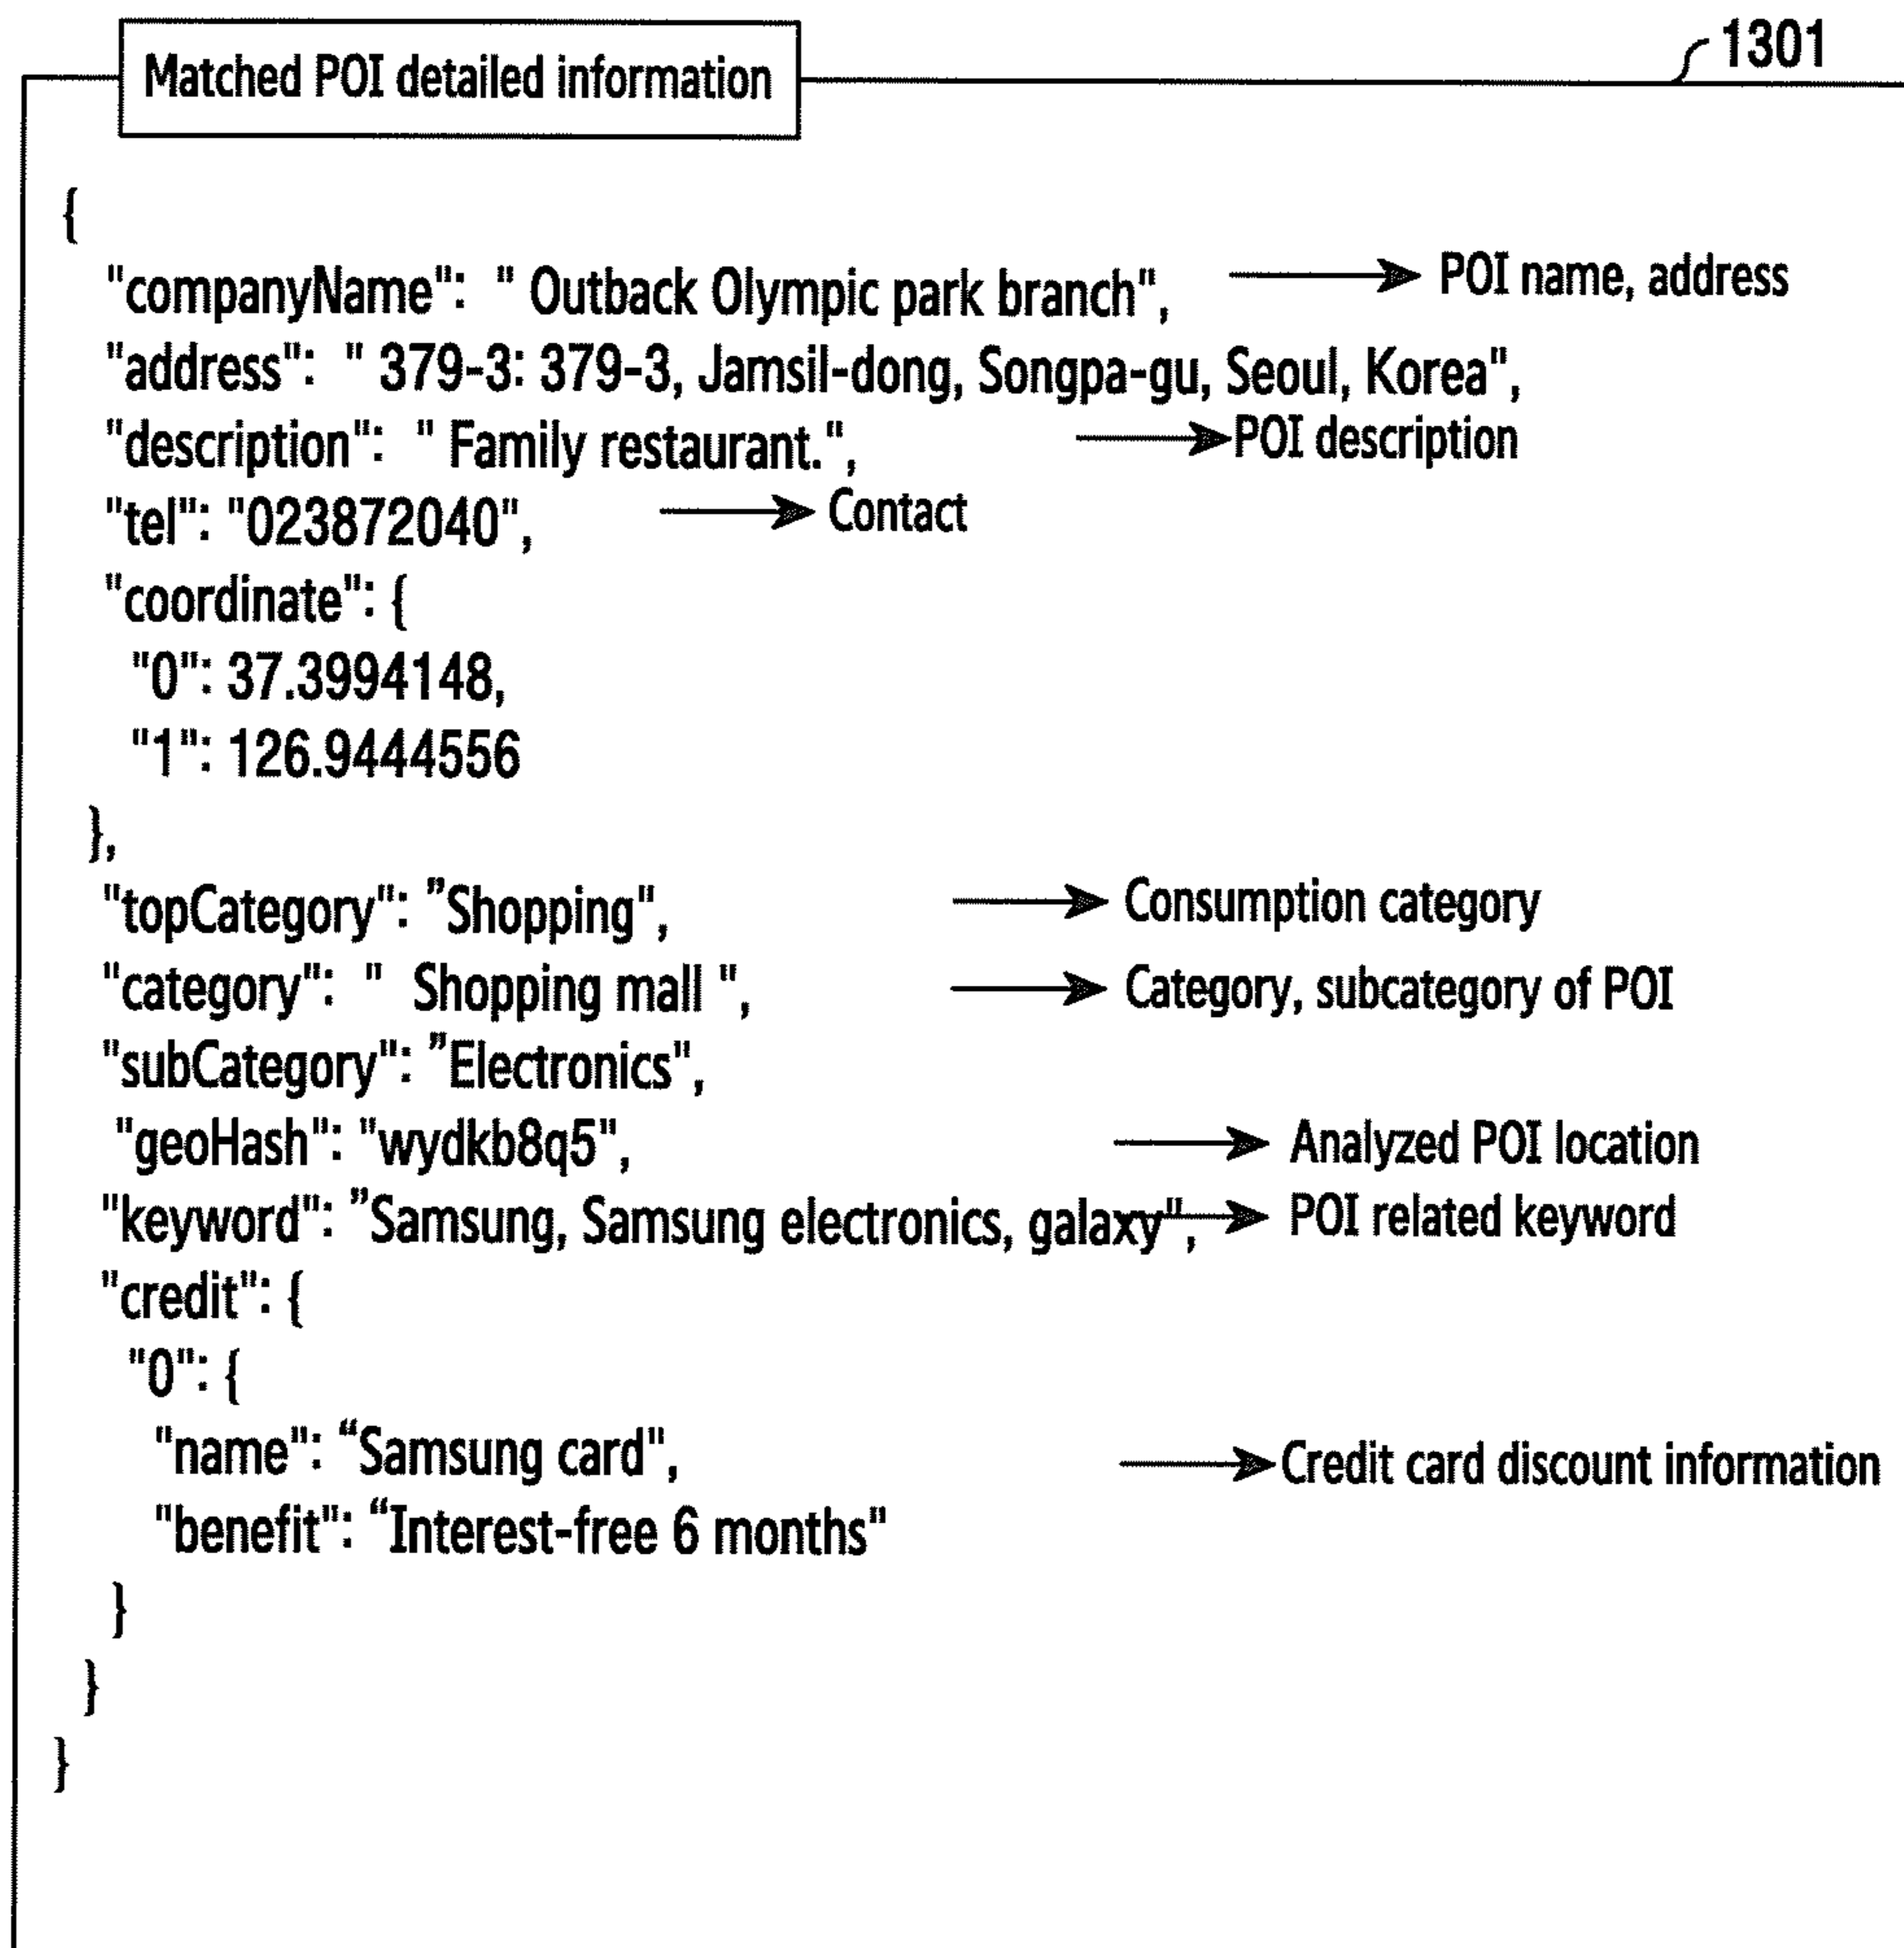 1301
Matched POI detailed information
{
"companyName": " Outback Olympic park branch", POI name, address
"address": " 379-3: 379-3, Jamsil-dong, Songpa-gu, Seoul, Korea",
"description": " Family restaurant.", POI description
"tel": "023872040", Contact
"coordinate": {
"0": 37.3994148,
"1": 126.9444556
},
"topCategory": ”Shopping", Consumption category
"category": " Shopping mall ", Category, subcategory of POI
"subCategory": ”Electronics",
"geoHash": "wydkb8q5", Analyzed POI location
"keyword": ”Samsung, Samsung electronics, galaxy", POI related keyword
"credit": {
"0": {
"name": “Samsung card", Credit card discount information
"benefit": “Interest-free 6 months"
}
}
}